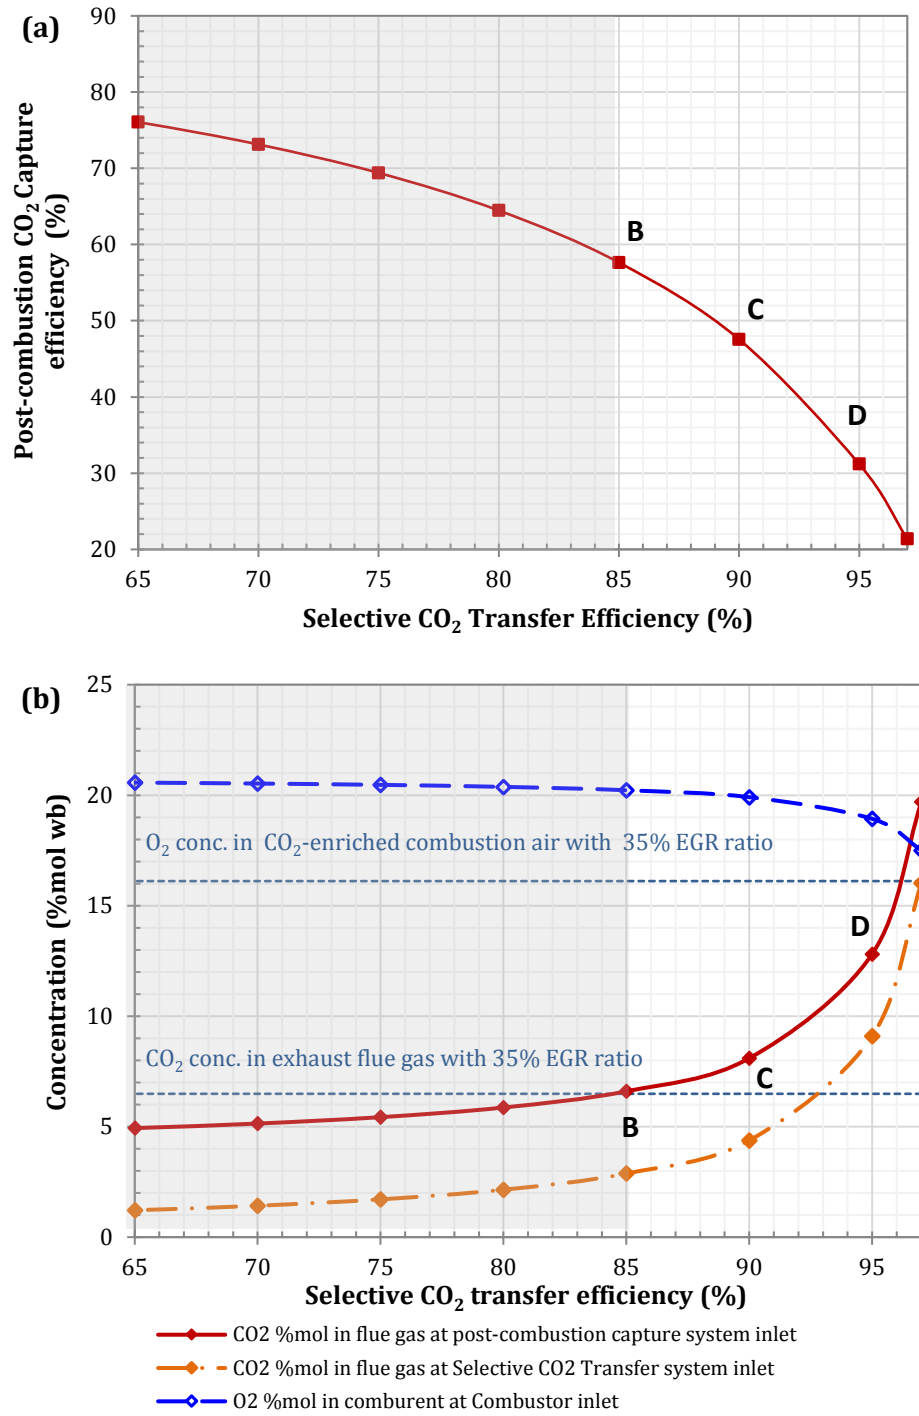 (a)
90
80
70
60
50
40
30
20
Post-combustion CO₂ Capture
efficiency (%)
B
C
D
65 70 75 80 85 90 95
Selective CO₂ Transfer Efficiency (%)
(b)
25
20
15
10
5
0
Concentration (%mol wb)
O₂ conc. in CO₂-enriched combustion air with 35% EGR ratio
D
CO₂ conc. in exhaust flue gas with 35% EGR ratio
C
B
65 70 75 80 85 90 95
Selective CO₂ transfer efficiency (%)
CO2 %mol in flue gas at post-combustion capture system inlet
CO2 %mol in flue gas at Selective CO2 Transfer system inlet
O2 %mol in comburent at Combustor inlet